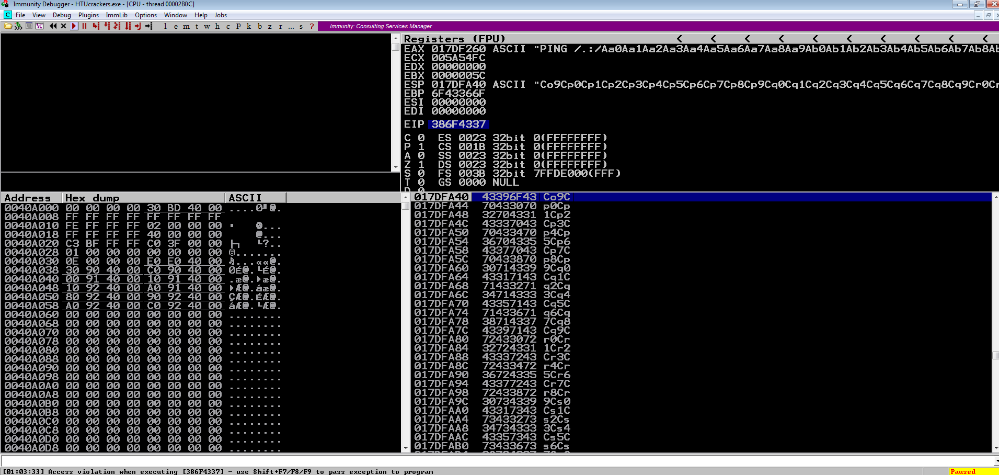 Immunity Debugger - HTUcrackers.exe - [CPU - thread 00002B0C]
C File View Debug Plugins ImmLib Options Window Help Jobs
l e m t w h c p k b z r ... s ? Immunity: Consulting Services Manager
Registers (FPU) < < < < < < < < < <
EAX 017DF260 ASCII "PING /.:/Aa0Aa1Aa2Aa3Aa4Aa5Aa6Aa7Aa8Aa9Ab0Ab1Ab2Ab3Ab4Ab5Ab6Ab7Ab8Ab
ECX 005A54FC
EDX 00000000
EBX 0000005C
ESP 017DFA40 ASCII "Co9Cp0Cp1Cp2Cp3Cp4Cp5Cp6Cp7Cp8Cp9Cq0Cq1Cq2Cq3Cq4Cq5Cq6Cq7Cq8Cq9Cr0Cr
EBP 6F43366F
ESI 00000000
EDI 00000000
EIP 386F4337
C 0 ES 0023 32bit 0(FFFFFFFF)
P 1 CS 001B 32bit 0(FFFFFFFF)
A 0 SS 0023 32bit 0(FFFFFFFF)
Z 1 DS 0023 32bit 0(FFFFFFFF)
S 0 FS 003B 32bit 7FFDE000(FFF)
T 0 GS 0000 NULL
D 0
Address Hex dump ASCII
0040A000 00 00 00 00 30 BD 40 00 ....0╜@.
0040A008 FF FF FF FF FF FF FF FF
0040A010 FE FF FF FF 02 00 00 00 ■ ☻...
0040A018 FF FF FF FF 40 00 00 00 @...
0040A020 C3 BF FF FF C0 3F 00 00 ├┐ └?..
0040A028 01 00 00 00 00 00 00 00 ☺.......
0040A030 0E 00 00 00 E0 E0 40 00 ♫...αα@.
0040A038 30 90 40 00 C0 90 40 00 0É@.└É@.
0040A040 00 91 40 00 10 91 40 00 .æ@.►æ@.
0040A048 10 92 40 00 A0 91 40 00 ►Æ@.áæ@.
0040A050 80 92 40 00 90 92 40 00 ÇÆ@.ÉÆ@.
0040A058 A0 92 40 00 C0 92 40 00 áÆ@.└Æ@.
0040A060 00 00 00 00 00 00 00 00 ........
0040A068 00 00 00 00 00 00 00 00 ........
0040A070 00 00 00 00 00 00 00 00 ........
0040A078 00 00 00 00 00 00 00 00 ........
0040A080 00 00 00 00 00 00 00 00 ........
0040A088 00 00 00 00 00 00 00 00 ........
0040A090 00 00 00 00 00 00 00 00 ........
0040A098 00 00 00 00 00 00 00 00 ........
0040A0A0 00 00 00 00 00 00 00 00 ........
0040A0A8 00 00 00 00 00 00 00 00 ........
0040A0B0 00 00 00 00 00 00 00 00 ........
0040A0B8 00 00 00 00 00 00 00 00 ........
0040A0C0 00 00 00 00 00 00 00 00 ........
0040A0C8 00 00 00 00 00 00 00 00 ........
0040A0D0 00 00 00 00 00 00 00 00 ........
0040A0D8 00 00 00 00 00 00 00 00 ........
017DFA40 43396F43 Co9C
017DFA44 70433070 p0Cp
017DFA48 32704331 1Cp2
017DFA4C 43337043 Cp3C
017DFA50 70433470 p4Cp
017DFA54 36704335 5Cp6
017DFA58 43377043 Cp7C
017DFA5C 70433870 p8Cp
017DFA60 30714339 9Cq0
017DFA64 43317143 Cq1C
017DFA68 71433271 q2Cq
017DFA6C 34714333 3Cq4
017DFA70 43357143 Cq5C
017DFA74 71433671 q6Cq
017DFA78 38714337 7Cq8
017DFA7C 43397143 Cq9C
017DFA80 72433072 r0Cr
017DFA84 32724331 1Cr2
017DFA88 43337243 Cr3C
017DFA8C 72433472 r4Cr
017DFA90 36724335 5Cr6
017DFA94 43377243 Cr7C
017DFA98 72433872 r8Cr
017DFA9C 30734339 9Cs0
017DFAA0 43317343 Cs1C
017DFAA4 73433273 s2Cs
017DFAA8 34734333 3Cs4
017DFAAC 43357343 Cs5C
017DFAB0 73433673 s6Cs
[01:03:33] Access violation when executing [386F4337] - use Shift+F7/F8/F9 to pass exception to program Paused